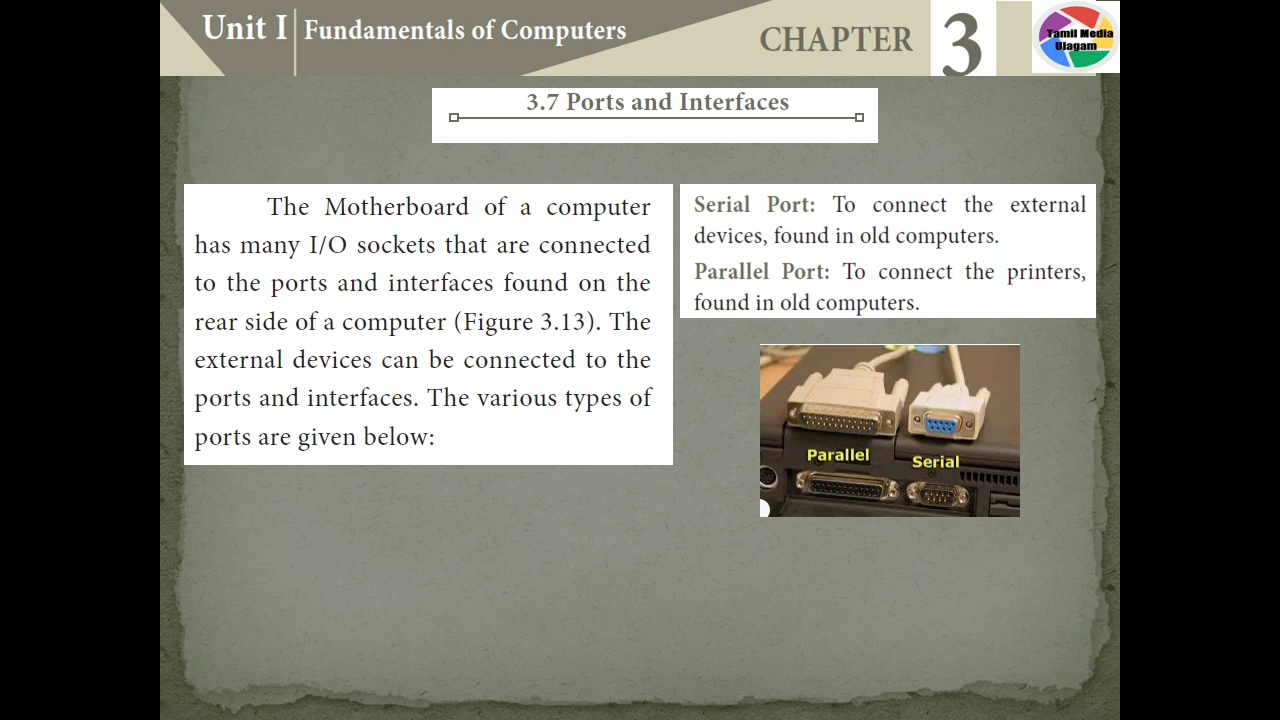 Unit I
Fundamentals of Computers
CHAPTER 3
Tamil Media
Ulagam
3.7 Ports and Interfaces
The Motherboard of a computer
has many I/O sockets that are connected
to the ports and interfaces found on the
rear side of a computer (Figure 3.13). The
external devices can be connected to the
ports and interfaces. The various types of
ports are given below:
Serial Port: To connect the external
devices, found in old computers.
Parallel Port: To connect the printers,
found in old computers.
Parallel
Serial